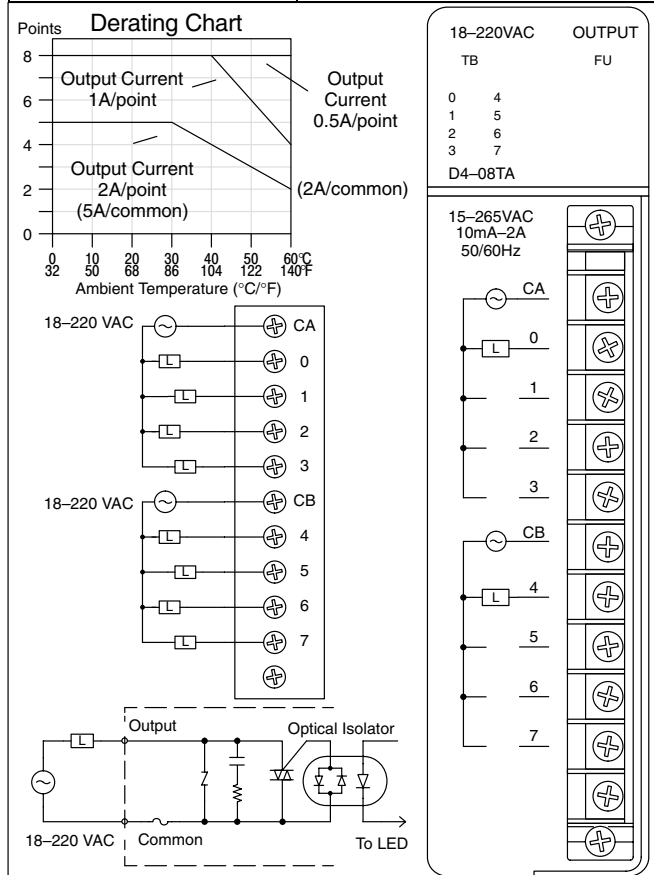 Derating Chart
Points
8
6
4
2
0
Output Current
1A/point
Output
Current
0.5A/point
Output Current
2A/point
(5A/common)
(2A/common)
0 10 20 30 40 50 60°C
32 50 68 86 104 122 140°F
Ambient Temperature (°C/°F)
18–220 VAC
CA
0
1
2
3
18–220 VAC
CB
4
5
6
7
L
L
L
L
L
L
L
L
Output
Optical Isolator
L
18–220 VAC
Common
To LED
18–220VAC OUTPUT
TB FU
0 4
1 5
2 6
3 7
D4–08TA
15–265VAC
10mA–2A
50/60Hz
CA
L 0
1
2
3
CB
L 4
5
6
7